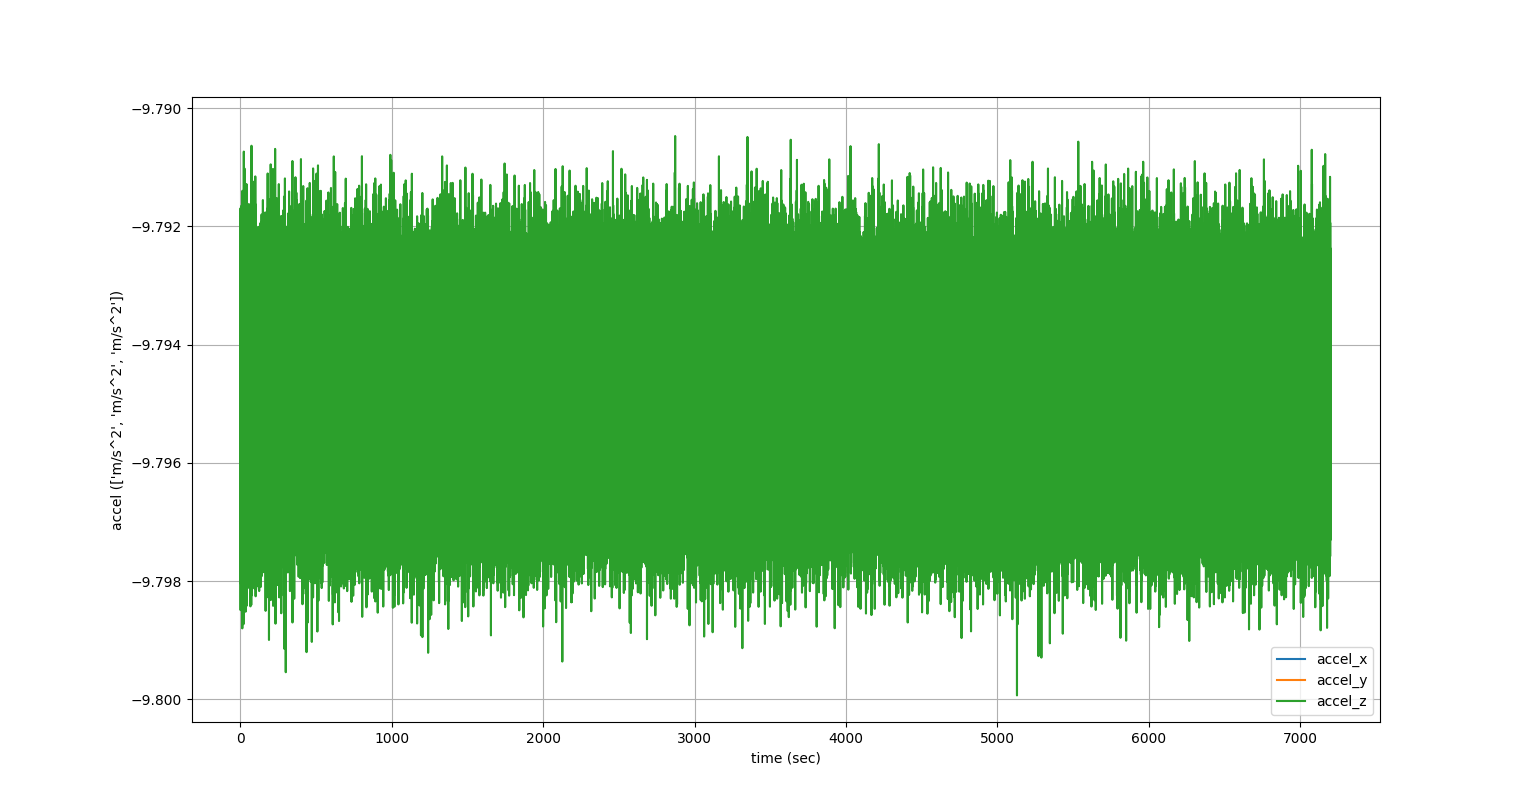 −9.790
−9.792
−9.794
−9.796
−9.798
−9.800
accel (['m/s^2', 'm/s^2', 'm/s^2'])
accel_x
accel_y
accel_z
0 1000 2000 3000 4000 5000 6000 7000
time (sec)